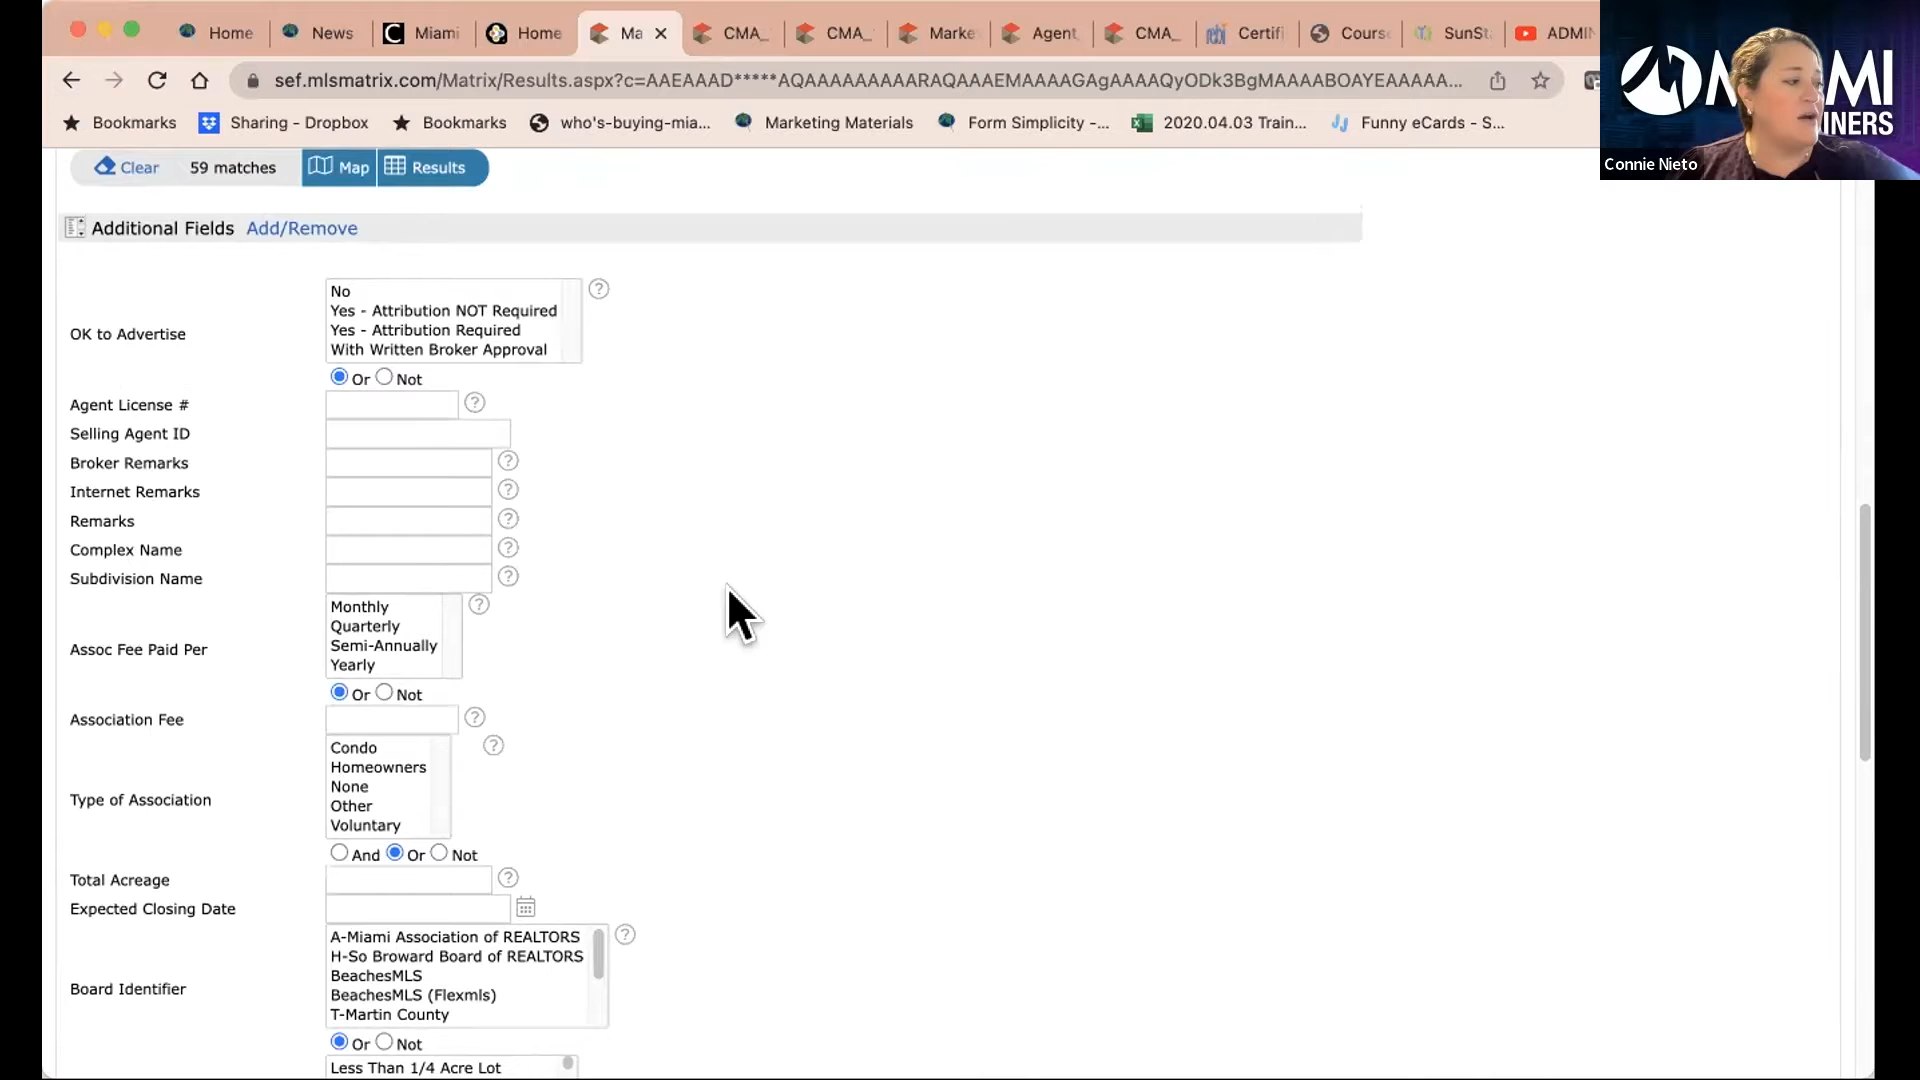 Home
News
Miami
Home
Ma
CMA_
CMA_
Marke
Agent
CMA_
Certifi
Course
SunSt
ADMIN
sef.mlsmatrix.com/Matrix/Results.aspx?c=AAEAAAD*****AQAAAAAAAAARAQAAAEMAAAAGAgAAAAQyODk3BgMAAAABOAYEAAAAA...
Bookmarks
Sharing - Dropbox
Bookmarks
who's-buying-mia...
Marketing Materials
Form Simplicity -...
2020.04.03 Train...
Funny eCards - S...
MI
INERS
Connie Nieto
Clear
59 matches
Map
Results
Additional Fields Add/Remove
OK to Advertise
No
Yes - Attribution NOT Required
Yes - Attribution Required
With Written Broker Approval
Or Not
Agent License #
Selling Agent ID
Broker Remarks
Internet Remarks
Remarks
Complex Name
Subdivision Name
Assoc Fee Paid Per
Monthly
Quarterly
Semi-Annually
Yearly
Or Not
Association Fee
Type of Association
Condo
Homeowners
None
Other
Voluntary
And Or Not
Total Acreage
Expected Closing Date
Board Identifier
A-Miami Association of REALTORS
H-So Broward Board of REALTORS
BeachesMLS
BeachesMLS (Flexmls)
T-Martin County
Or Not
Less Than 1/4 Acre Lot